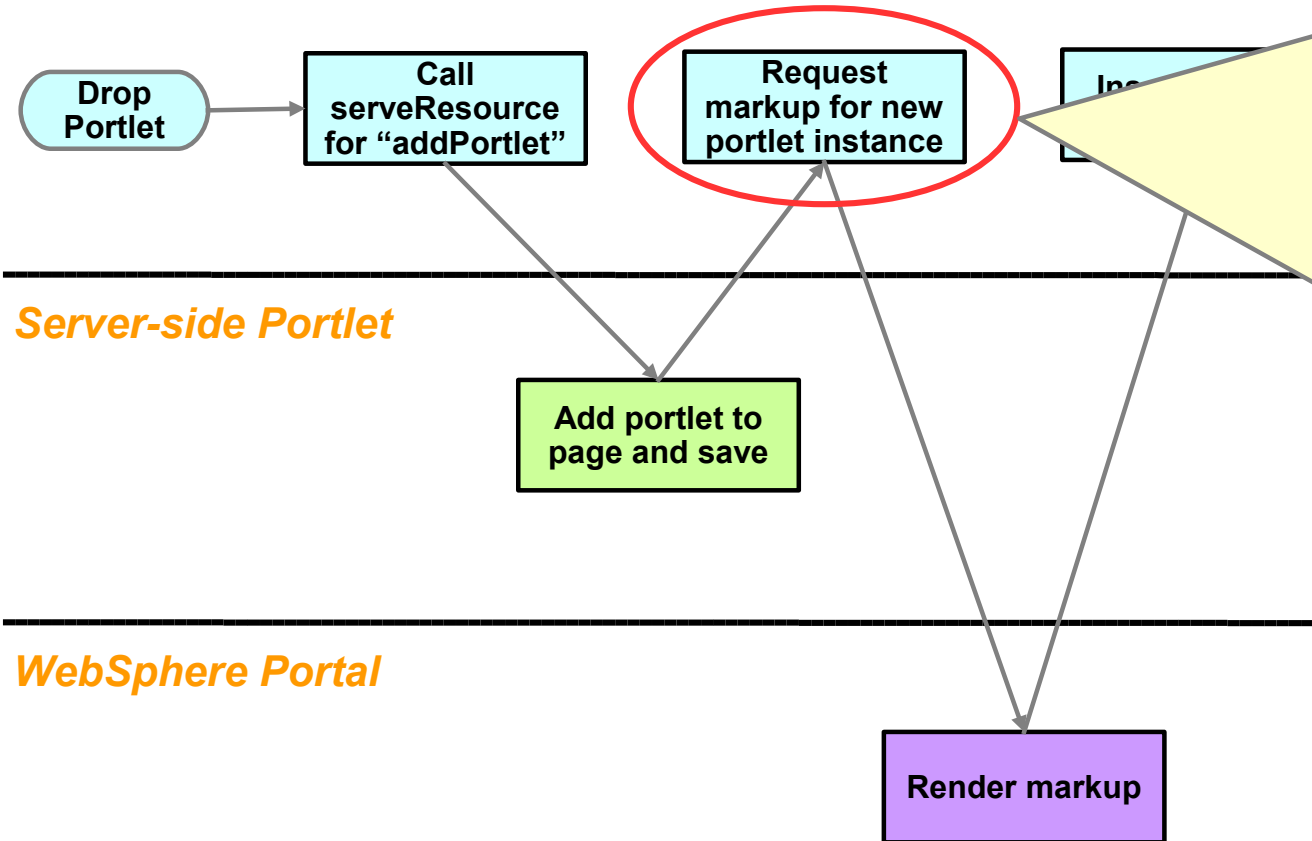 Drop
Portlet
Call
serveResource
for “addPortlet”
Request
markup for new
portlet instance
Server-side Portlet
Add portlet to
page and save
WebSphere Portal
Render markup